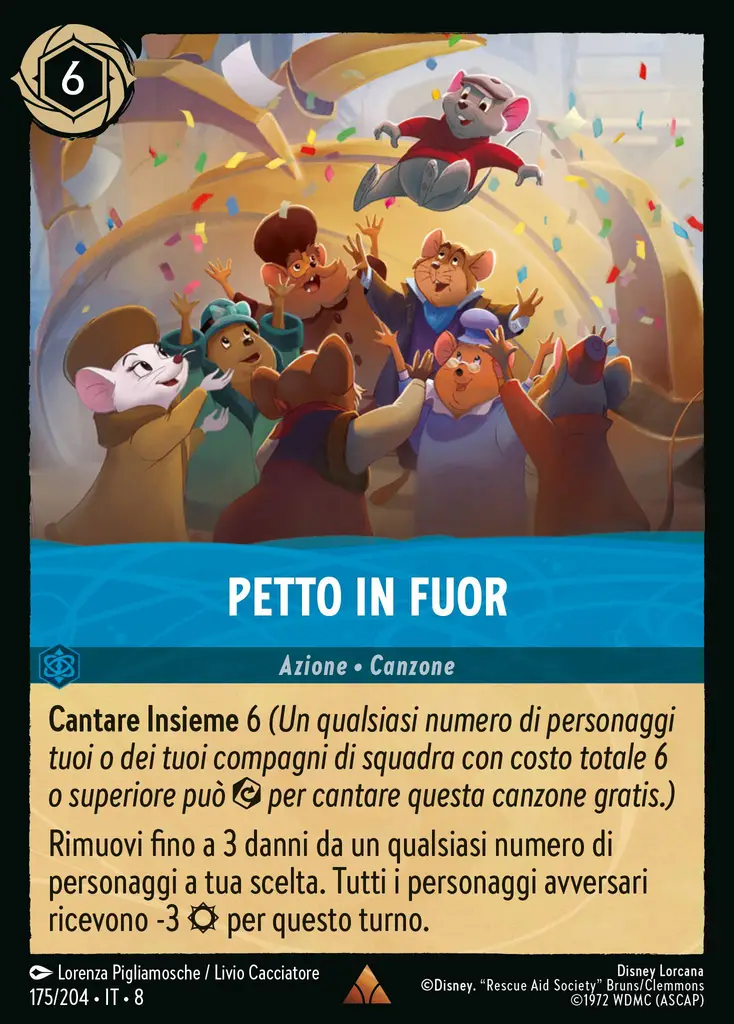 6
PETTO IN FUOR
Azione • Canzone
Cantare Insieme 6 (Un qualsiasi numero di personaggi
tuoi o dei tuoi compagni di squadra con costo totale 6
o superiore può per cantare questa canzone gratis.)
Rimuovi fino a 3 danni da un qualsiasi numero di
personaggi a tua scelta. Tutti i personaggi avversari
ricevono -3 per questo turno.
Lorenza Pigliamosche / Livio Cacciatore
175/204 • IT • 8
Disney Lorcana
©Disney. “Rescue Aid Society” Bruns/Clemmons
©1972 WDMC (ASCAP)